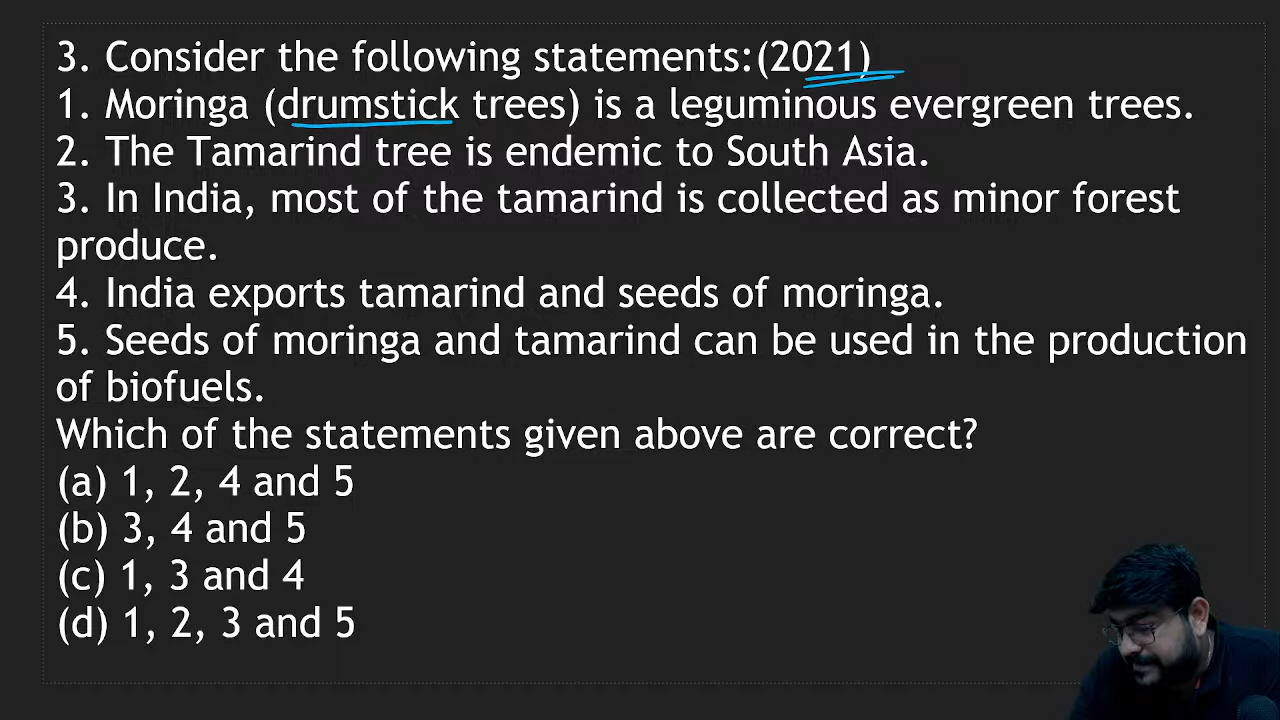 3. Consider the following statements:(2021)
1. Moringa (drumstick trees) is a leguminous evergreen trees.
2. The Tamarind tree is endemic to South Asia.
3. In India, most of the tamarind is collected as minor forest
produce.
4. India exports tamarind and seeds of moringa.
5. Seeds of moringa and tamarind can be used in the production
of biofuels.
Which of the statements given above are correct?
(a) 1, 2, 4 and 5
(b) 3, 4 and 5
(c) 1, 3 and 4
(d) 1, 2, 3 and 5